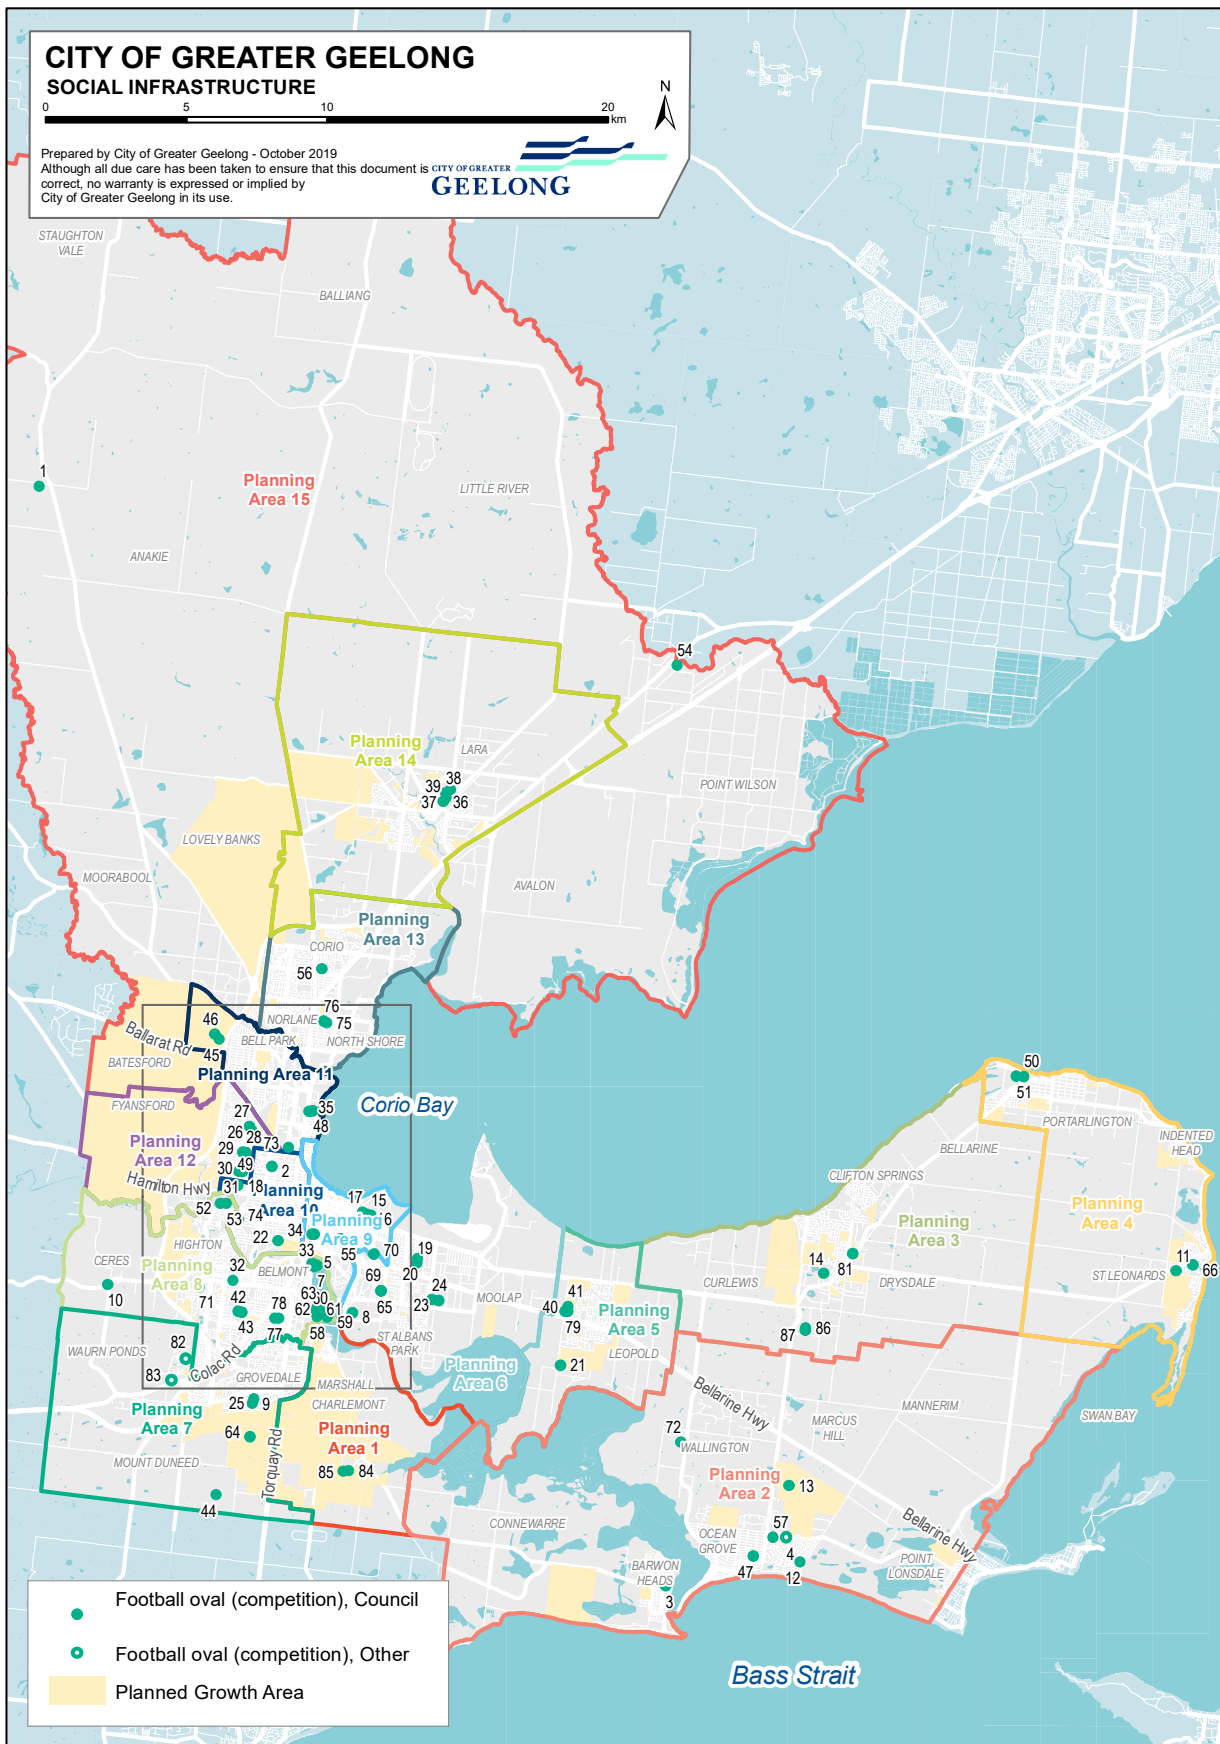 CITY OF GREATER GEELONG
SOCIAL INFRASTRUCTURE
0 5 10 20
km
N
Prepared by City of Greater Geelong - October 2019
Although all due care has been taken to ensure that this document is
correct, no warranty is expressed or implied by
City of Greater Geelong in its use.
CITY OF GREATER
GEELONG
STAUGHTON
VALE
BALLIANG
1
Planning
Area 15
LITTLE RIVER
ANAKIE
54
Planning
Area 14
LARA
38
39
37
36
POINT WILSON
LOVELY BANKS
MOORABOOL
AVALON
Planning
Area 13
CORIO
56
76
NORLANE
75
46
Ballarat Rd
BELL PARK
NORTH SHORE
45
BATESFORD
Planning Area 11
50
51
FYANSFORD
Corio Bay
35
48
PORTARLINGTON
27
26
28
73
Planning
Area 12
29
BELLARINE
INDENTED
HEAD
30
49
2
Hamilton Hwy
31
18
Planning
Area 10
CLIFTON SPRINGS
52
53
74
17
15
6
34
Planning
Area 9
Planning
Area 3
Planning
Area 4
22
HIGHTON
33
5
55
70
19
CERES
Planning
Area 8
BELMONT
20
14
81
11
66
ST LEONARDS
10
32
7
69
CURLEWIS
DRYSDALE
71
42
43
78
77
63
60
62
61
58
59
8
65
23
24
MOOLAP
41
40
79
Planning
Area 5
87
86
ST ALBANS
PARK
LEOPOLD
WAURN PONDS
82
83
Colac Rd
GROVEDALE
MARSHALL
Planning
Area 6
21
25
9
CHARLEMONT
Bellarine Hwy
Planning
Area 7
64
Planning
Area 1
MANNERIM
SWAN BAY
MARCUS
HILL
72
WALLINGTON
MOUNT DUNEED
Torquay Rd
85
84
Planning
Area 2
13
44
CONNEWARRE
57
OCEAN
GROVE
Bellarine Hwy
4
47
12
POINT
LONSDALE
BARWON
HEADS
3
Football oval (competition), Council
Football oval (competition), Other
Planned Growth Area
Bass Strait